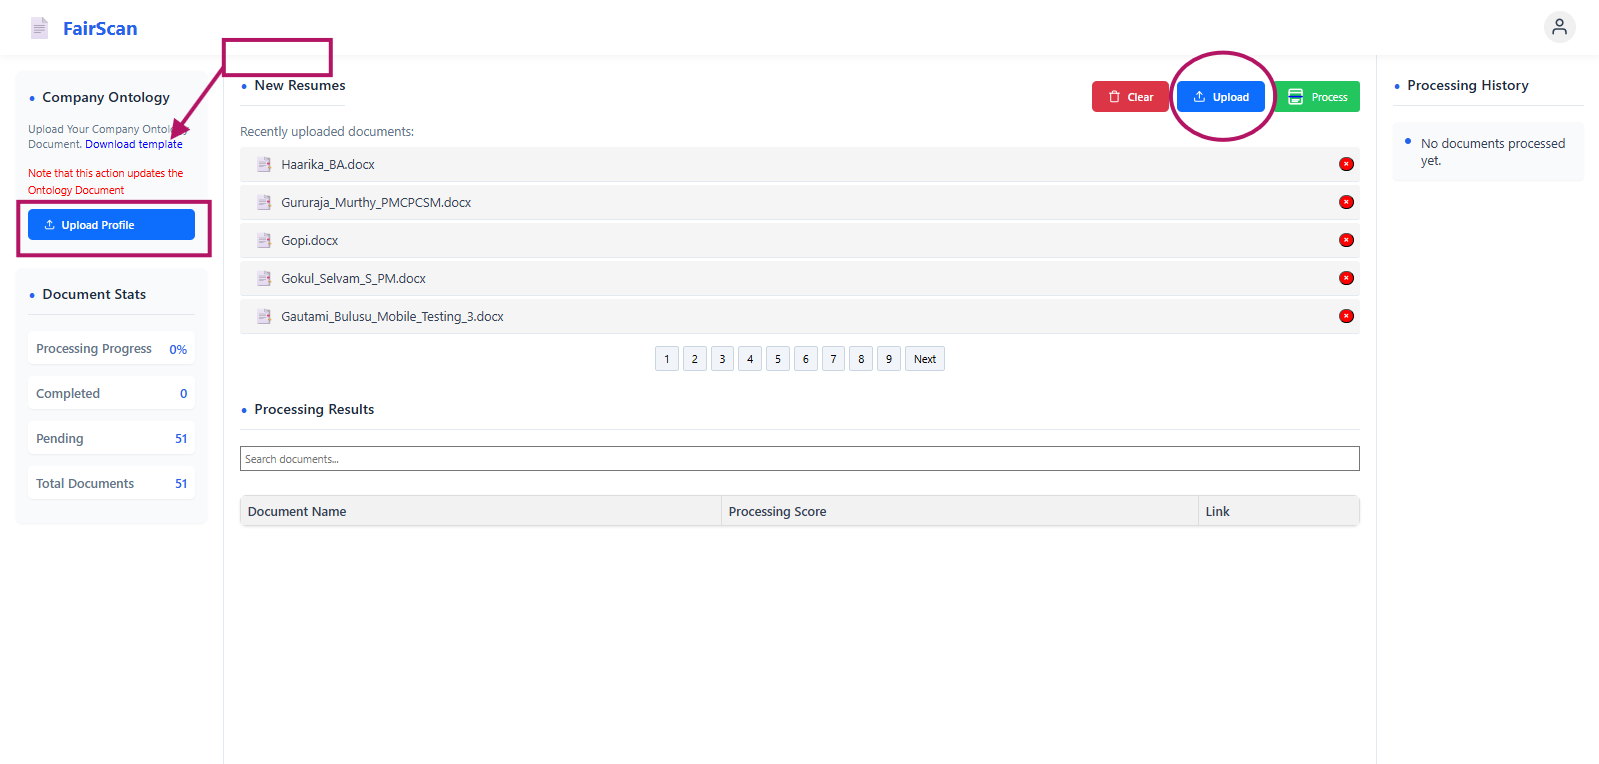 FairScan
Company Ontology
Upload Your Company Ontology
Document. Download template
Note that this action updates the
Ontology Document
Upload Profile
Document Stats
Processing Progress 0%
Completed 0
Pending 51
Total Documents 51
New Resumes
Clear
Upload
Process
Recently uploaded documents:
Haarika_BA.docx
Gururaja_Murthy_PMCPCSM.docx
Gopi.docx
Gokul_Selvam_S_PM.docx
Gautami_Bulusu_Mobile_Testing_3.docx
1 2 3 4 5 6 7 8 9 Next
Processing Results
Search documents...
Document Name Processing Score Link
Processing History
No documents processed
yet.